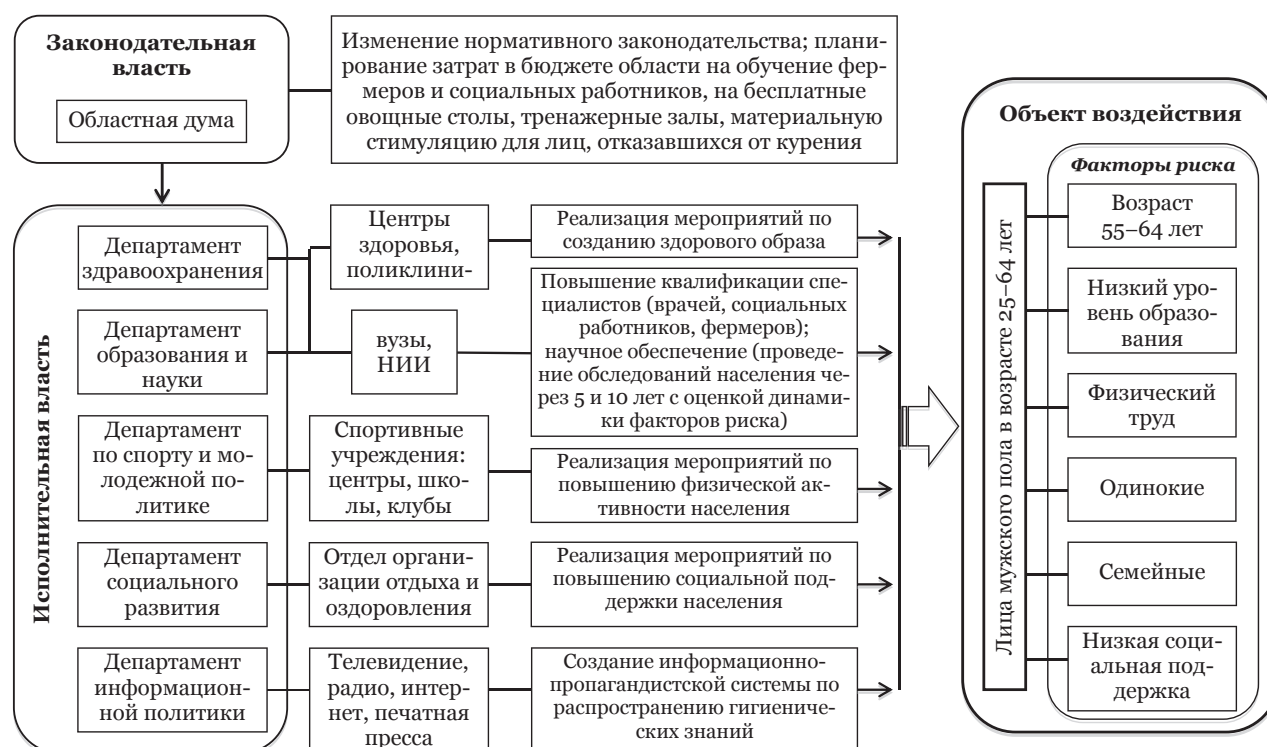 Законодательная
власть
Областная дума
Изменение нормативного законодательства; плани-
рование затрат в бюджете области на обучение фер-
меров и социальных работников, на бесплатные
овощные столы, тренажерные залы, материальную
стимуляцию для лиц, отказавшихся от курения
Исполнительная власть
Департамент
здравоохранения
Центры
здоровья,
поликлини-
Реализация мероприятий по
созданию здорового образа
Департамент
образования и
науки
вузы,
НИИ
Повышение квалификации спе-
циалистов (врачей, социальных
работников, фермеров);
научное обеспечение (проведе-
ние обследований населения че-
рез 5 и 10 лет с оценкой динами-
ки факторов риска)
Департамент
по спорту и мо-
лодежной по-
литике
Спортивные
учреждения:
центры, шко-
лы, клубы
Реализация мероприятий по
повышению физической ак-
тивности населения
Департамент
социального
развития
Отдел органи-
зации отдыха и
оздоровления
Реализация мероприятий по
повышению социальной под-
держки населения
Департамент
информацион-
ной политики
Телевидение,
радио, интер-
нет, печатная
пресса
Создание информационно-
пропагандистской системы по
распространению гигиениче-
ских знаний
Объект воздействия
Лица мужского пола в возрасте 25–64 лет
Факторы риска
Возраст
55–64 лет
Низкий уро-
вень образо-
вания
Физический
труд
Одинокие
Семейные
Низкая соци-
альная под-
держка